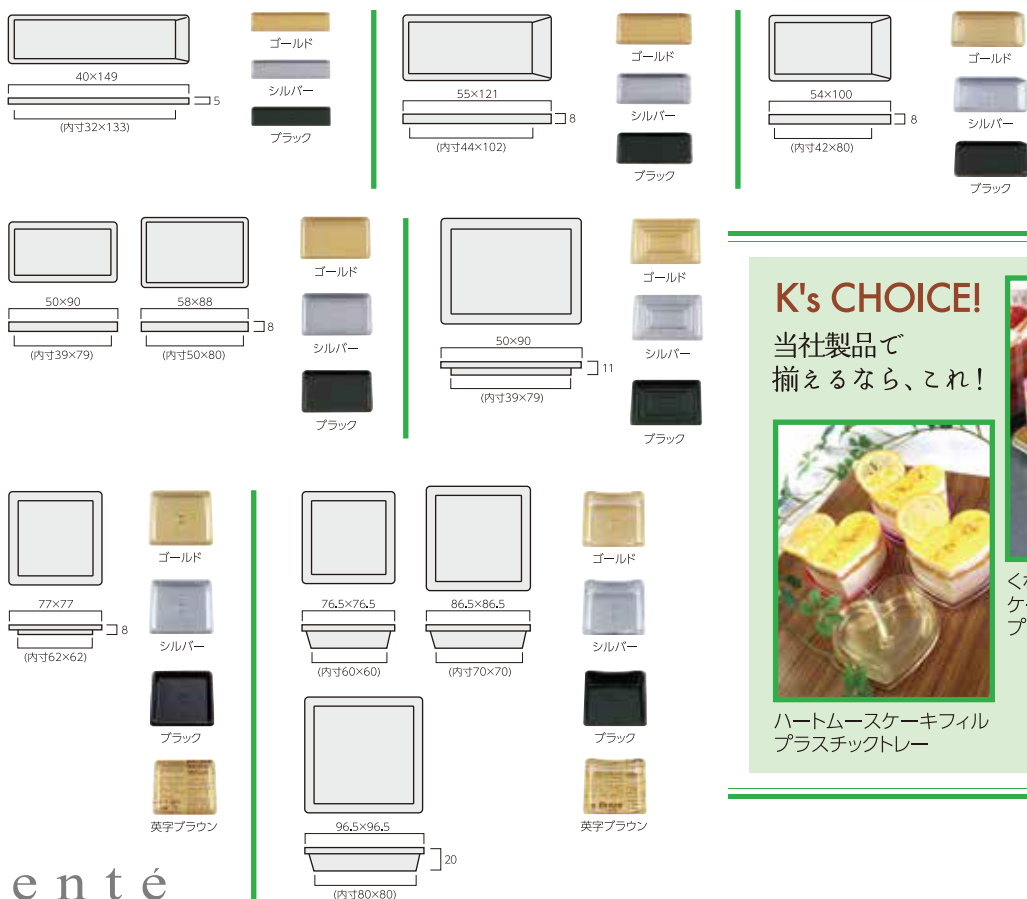 40×149
5
(内寸32×133)
ゴールド
シルバー
ブラック
55×121
8
(内寸44×102)
ゴールド
シルバー
ブラック
54×100
8
(内寸42×80)
ゴールド
シルバー
ブラック
50×90
(内寸39×79)
58×88
8
(内寸50×80)
ゴールド
シルバー
ブラック
50×90
11
(内寸39×79)
ゴールド
シルバー
ブラック
K's CHOICE!
当社製品で
揃えるなら、これ!
ハートムースケーキフィル
プラスチックトレー
ケー
プ
77×77
8
(内寸62×62)
ゴールド
シルバー
ブラック
英字ブラウン
76.5×76.5
(内寸60×60)
86.5×86.5
(内寸70×70)
96.5×96.5
20
(内寸80×80)
ゴールド
シルバー
ブラック
英字ブラウン
enté